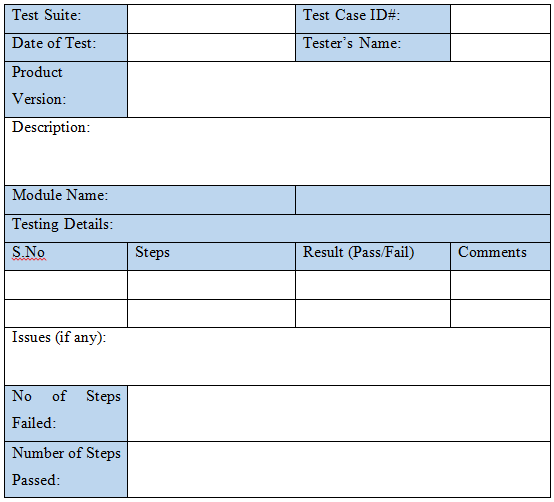 Test Suite: Test Case ID#:
Date of Test: Tester's Name:
Product
Version:
Description:
Module Name:
Testing Details:
S.No Steps Result (Pass/Fail) Comments
Issues (if any):
No of Steps
Failed:
Number of Steps
Passed: